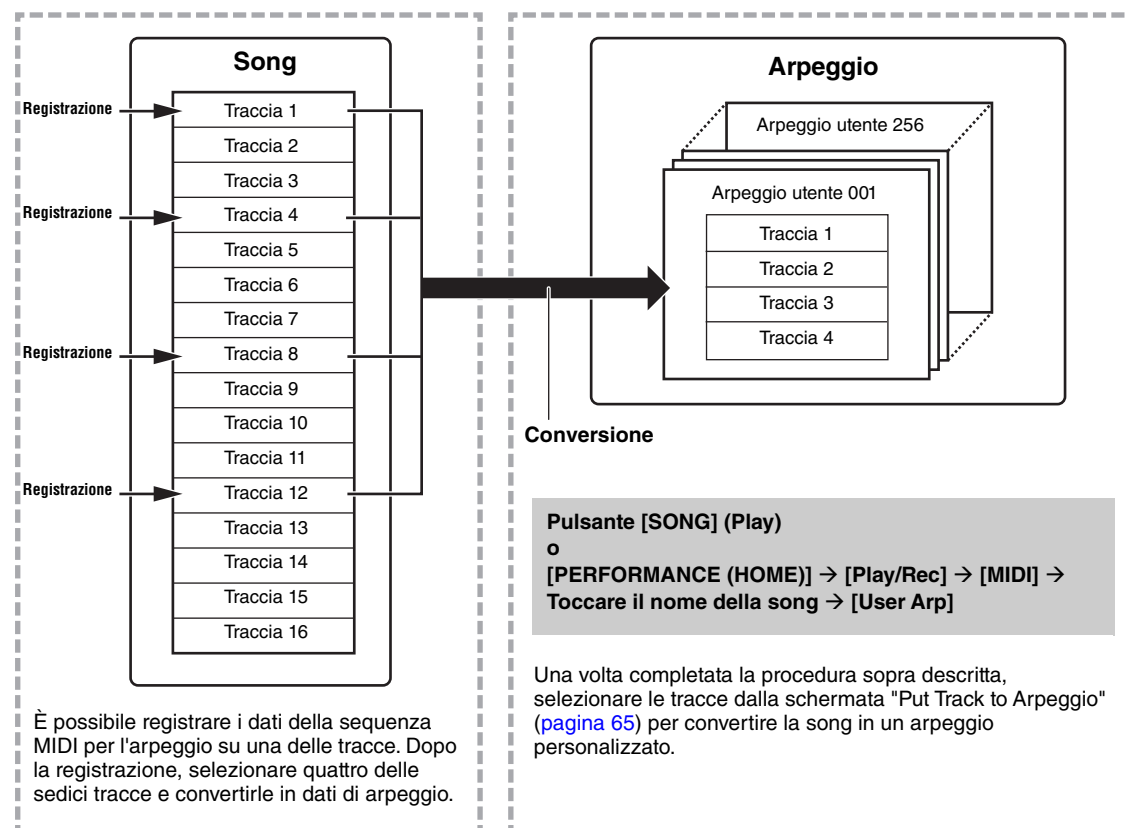 Song
Registrazione
Traccia 1
Traccia 2
Traccia 3
Registrazione
Traccia 4
Traccia 5
Traccia 6
Traccia 7
Registrazione
Traccia 8
Traccia 9
Traccia 10
Traccia 11
Registrazione
Traccia 12
Traccia 13
Traccia 14
Traccia 15
Traccia 16
È possibile registrare i dati della sequenza
MIDI per l'arpeggio su una delle tracce. Dopo
la registrazione, selezionare quattro delle
sedici tracce e convertirle in dati di arpeggio.
Arpeggio
Arpeggio utente 256
Arpeggio utente 001
Traccia 1
Traccia 2
Traccia 3
Traccia 4
Conversione
Pulsante [SONG] (Play)
o
[PERFORMANCE (HOME)] → [Play/Rec] → [MIDI] →
Toccare il nome della song → [User Arp]
Una volta completata la procedura sopra descritta,
selezionare le tracce dalla schermata "Put Track to Arpeggio"
(pagina 65) per convertire la song in un arpeggio
personalizzato.